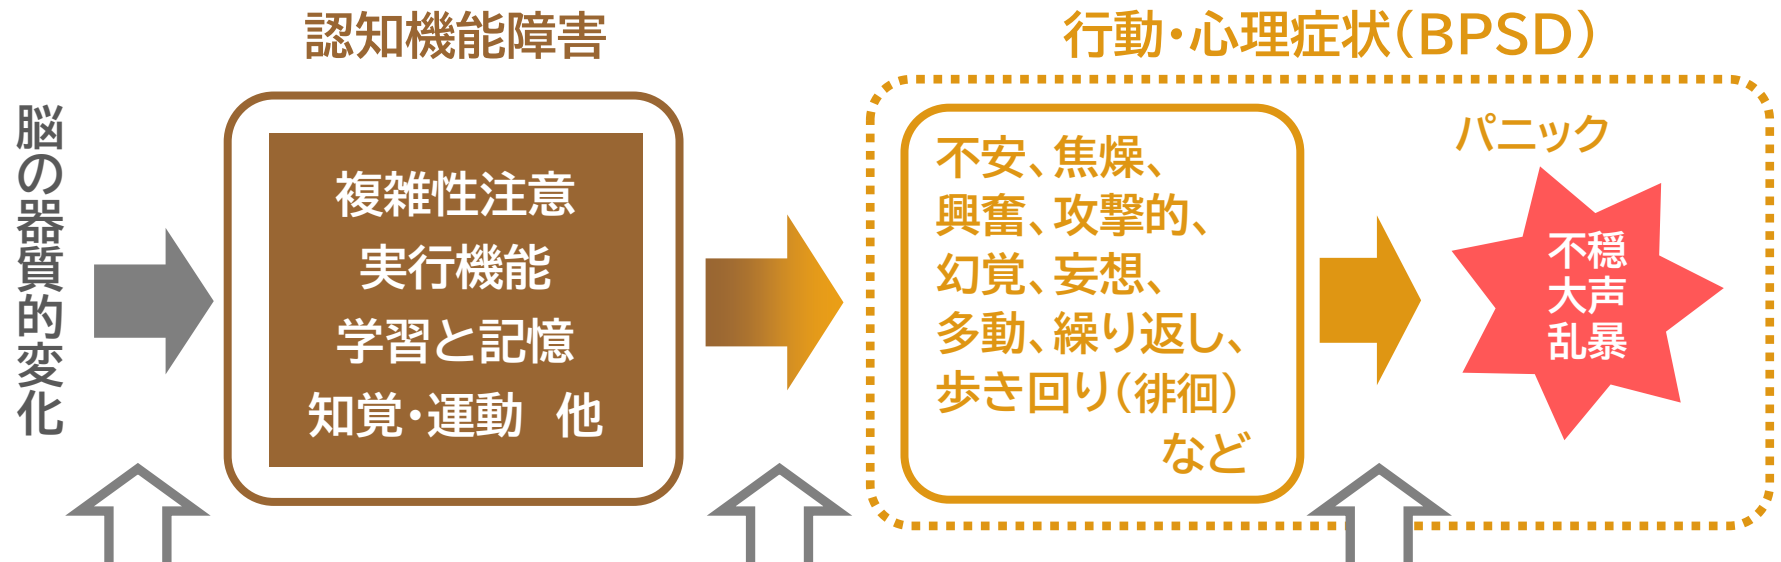 認知機能障害
行動・心理症状(BPSD)
脳の器質的変化
複雑性注意
実行機能
学習と記憶
知覚・運動 他
不安、焦燥、
興奮、攻撃的、
幻覚、妄想、
多動、繰り返し、
歩き回り(徘徊)
など
パニック
不穏
大声
乱暴